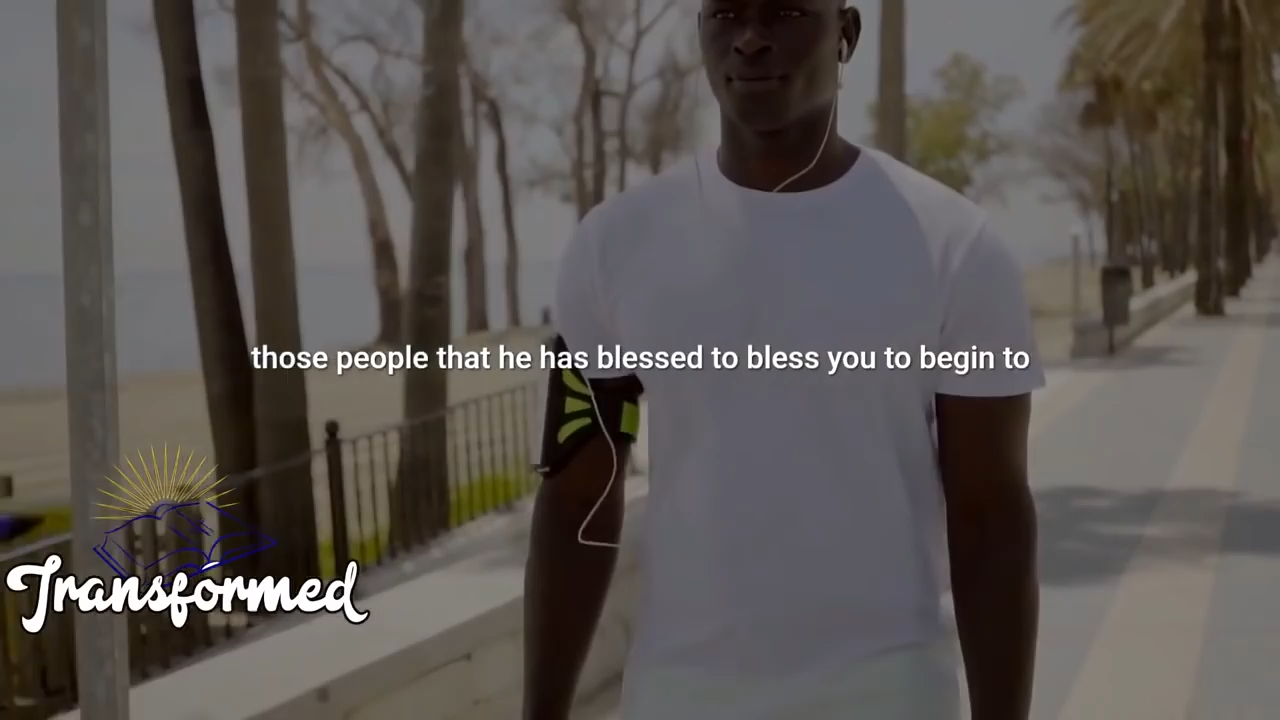 those people that he has blessed to bless you to begin to
Transformed